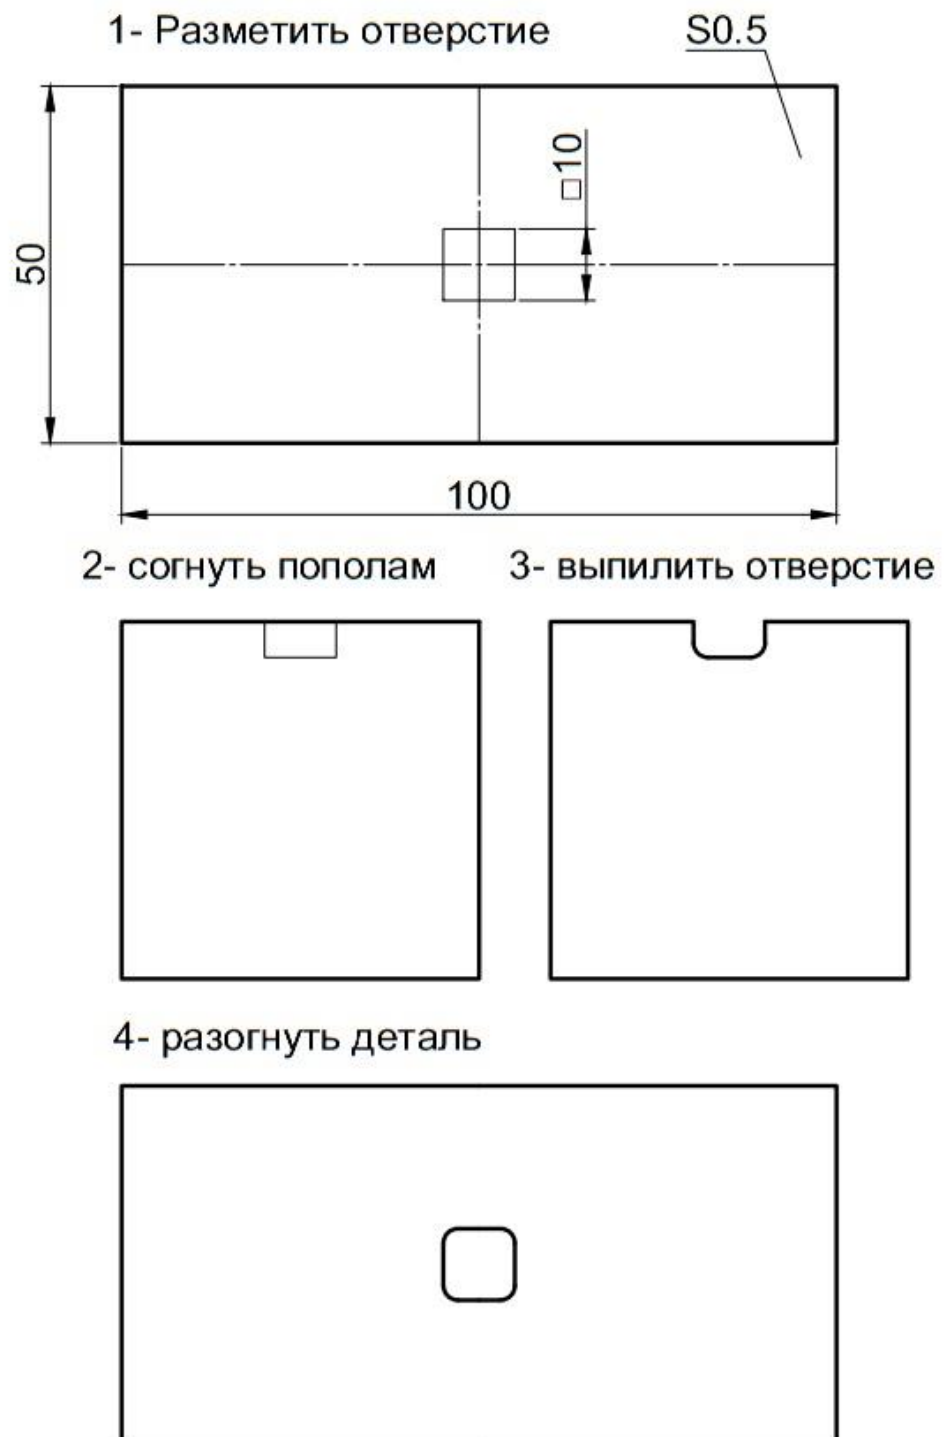 1- Разметить отверстие
S0.5
□10
50
100
2- согнуть пополам
3- выпилить отверстие
4- разогнуть деталь